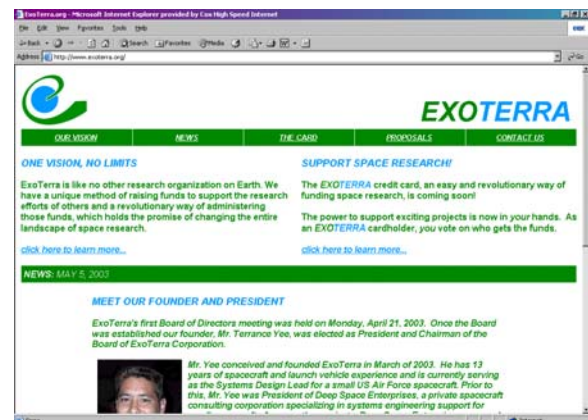 ExoTerra.org - Microsoft Internet Explorer provided by Cox High Speed Internet
File Edit View Favorites Tools Help
Back Search Favorites Media
Address http://www.exoterra.org/ Go
EXOTERRA
OUR VISION NEWS THE CARD PROPOSALS CONTACT US
ONE VISION, NO LIMITS
ExoTerra is like no other research organization on Earth. We
have a unique method of raising funds to support the research
efforts of others and a revolutionary way of administering
those funds, which holds the promise of changing the entire
landscape of space research.
click here to learn more...
SUPPORT SPACE RESEARCH!
The EXOTERRA credit card, an easy and revolutionary way of
funding space research, is coming soon!
The power to support exciting projects is now in your hands. As
an EXOTERRA cardholder, you vote on who gets the funds.
click here to learn more...
NEWS: MAY 5, 2003
MEET OUR FOUNDER AND PRESIDENT
ExoTerra's first Board of Directors meeting was held on Monday, April 21, 2003. Once the Board
was established our founder, Mr. Terrance Yee, was elected as President and Chairman of the
Board of ExoTerra Corporation.
Mr. Yee conceived and founded ExoTerra in March of 2003. He has 13
years of spacecraft and launch vehicle experience and is currently serving
as the Systems Design Lead for a small US Air Force spacecraft. Prior to
this, Mr. Yee was President of Deep Space Enterprises, a private spacecraft
consulting corporation specializing in systems engineering support for